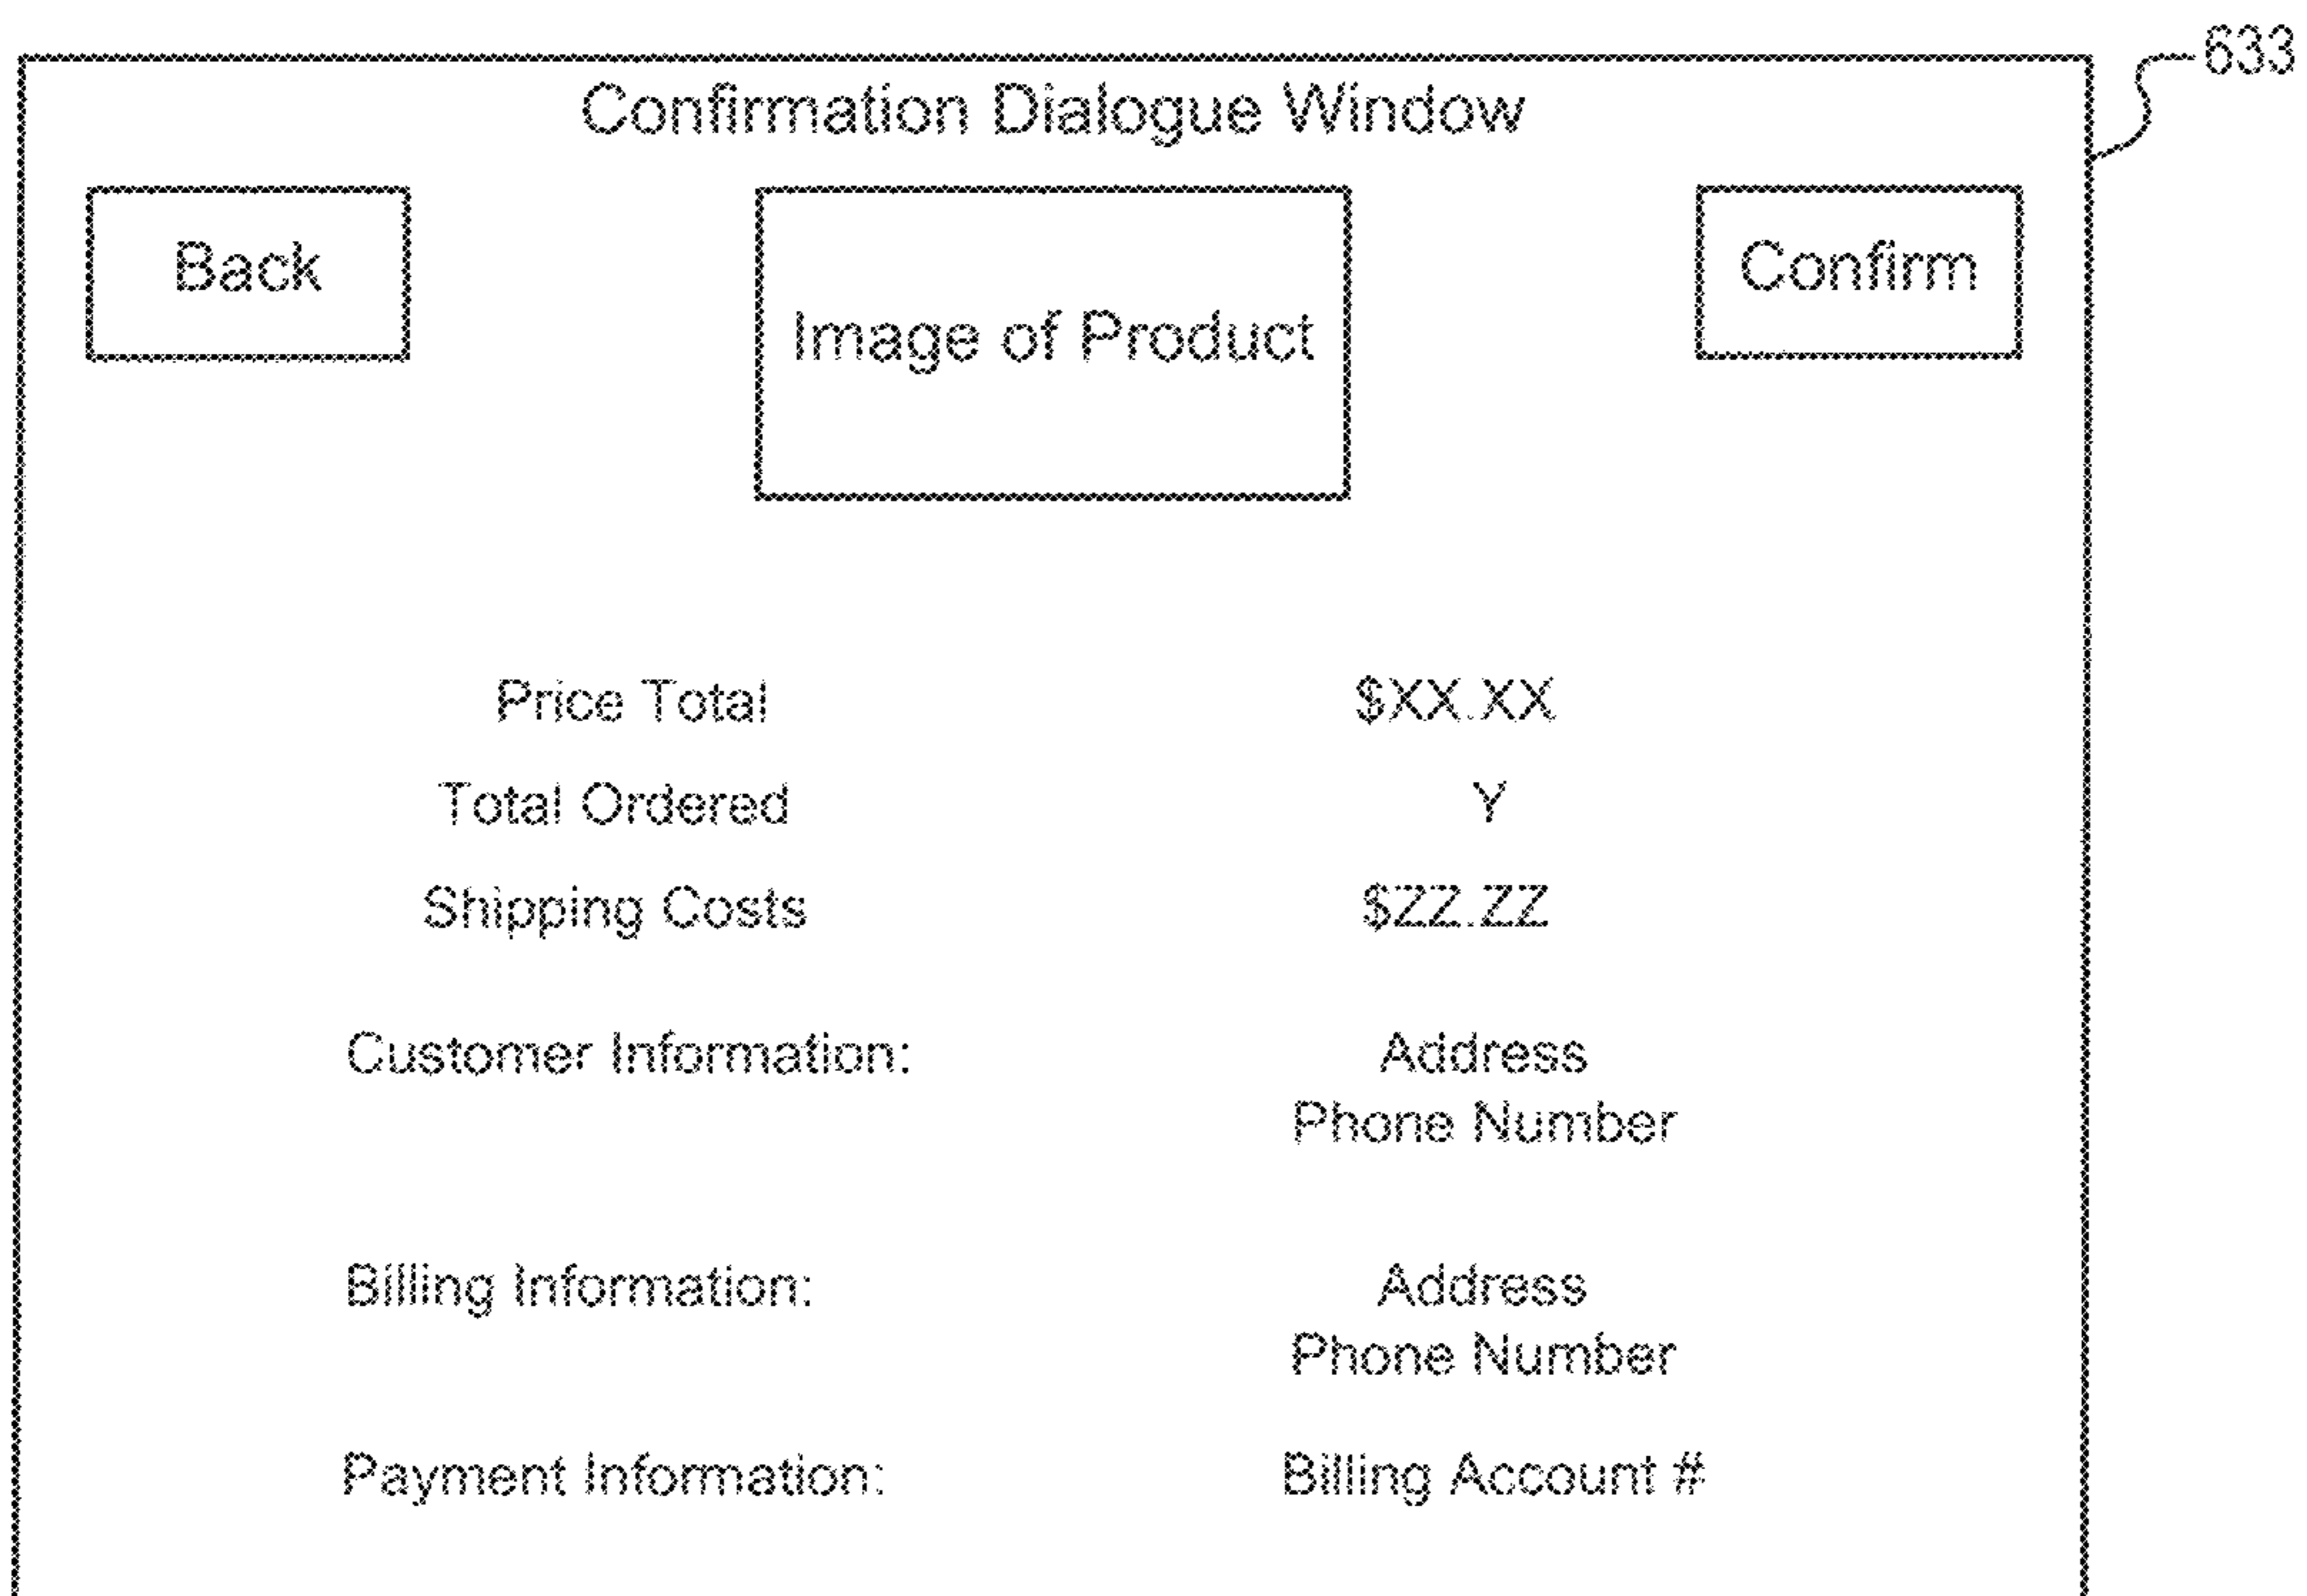 633
Confirmation Dialogue Window
Back
Image of Product
Confirm
Price Total $XX.XX
Total Ordered Y
Shipping Costs $ZZ.ZZ
Customer Information: Address
Phone Number
Billing Information: Address
Phone Number
Payment Information: Billing Account #